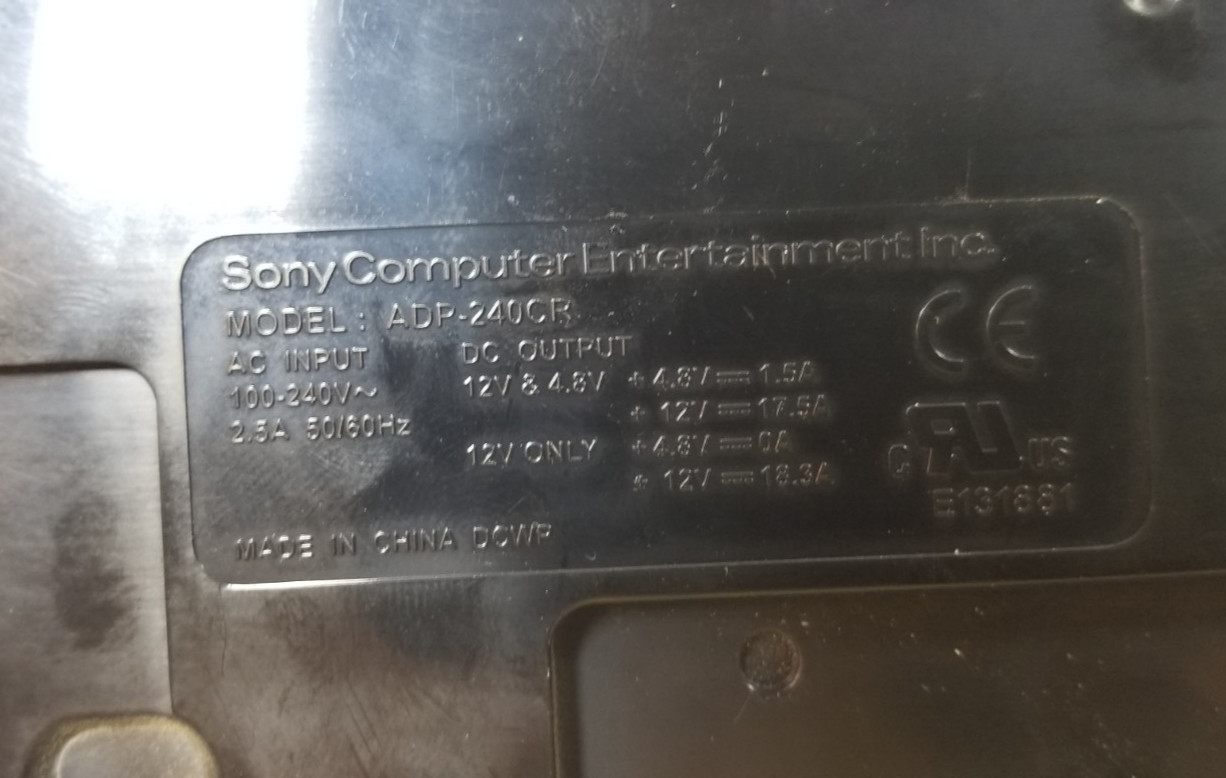 Sony Computer Entertainment Inc.
MODEL : ADP-240CR
AC INPUT
100-240V~
2.5A 50/60Hz
DC OUTPUT
12V & 4.8V + 4.8V ⎓ 1.5A
+ 12V ⎓ 17.5A
12V ONLY + 4.8V ⎓ 0A
+ 12V ⎓ 18.3A
MADE IN CHINA DCWP
CE
C RU US
E131881